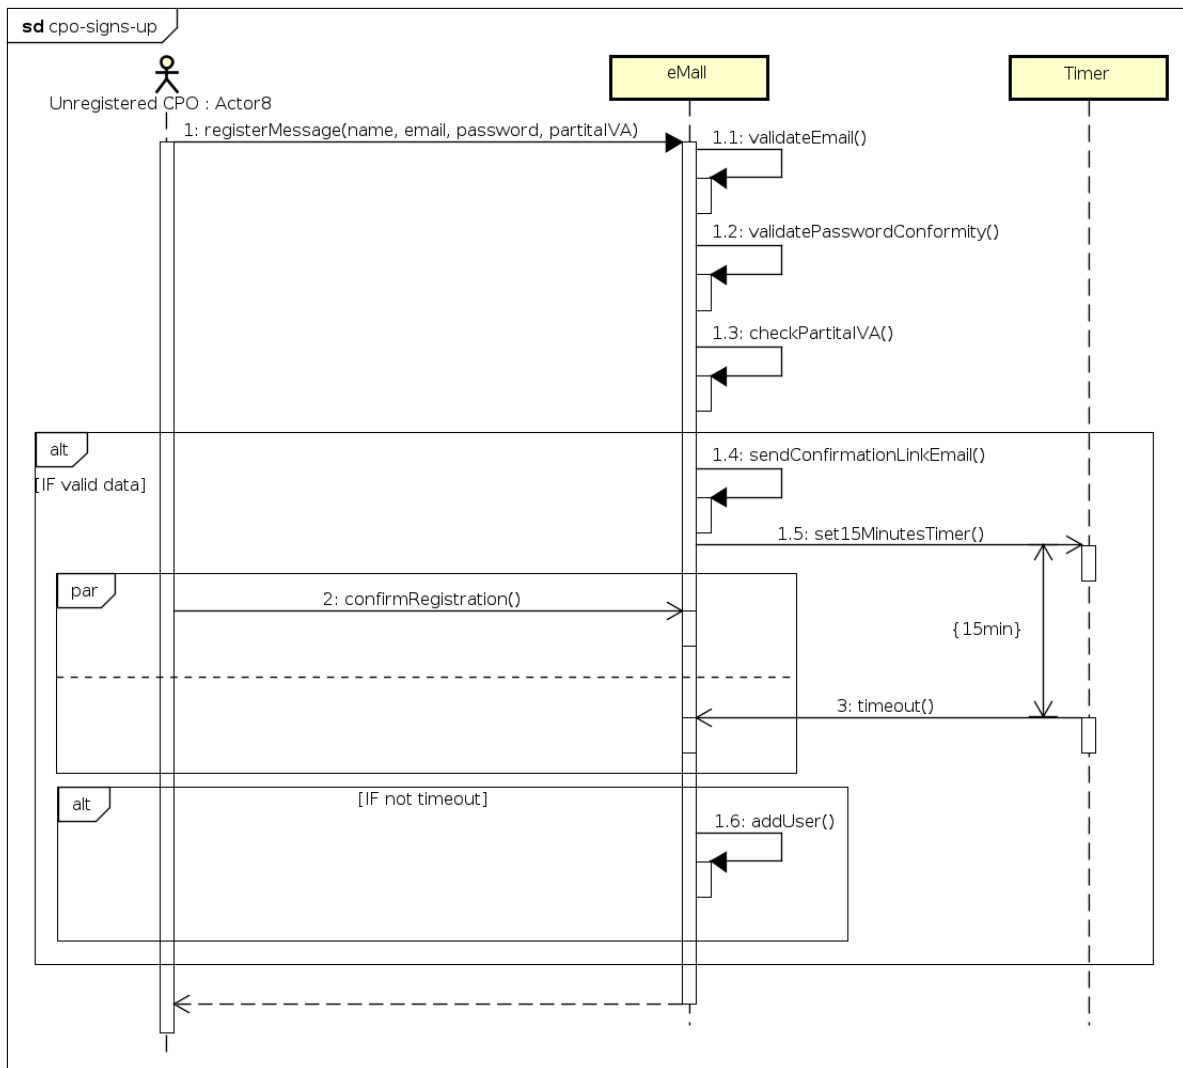 sd cpo-signs-up
Unregistered CPO : Actor8
eMall
Timer
1: registerMessage(name, email, password, partitaIVA)
1.1: validateEmail()
1.2: validatePasswordConformity()
1.3: checkPartitaIVA()
alt
[IF valid data]
1.4: sendConfirmationLinkEmail()
1.5: set15MinutesTimer()
par
2: confirmRegistration()
{15min}
3: timeout()
alt
[IF not timeout]
1.6: addUser()